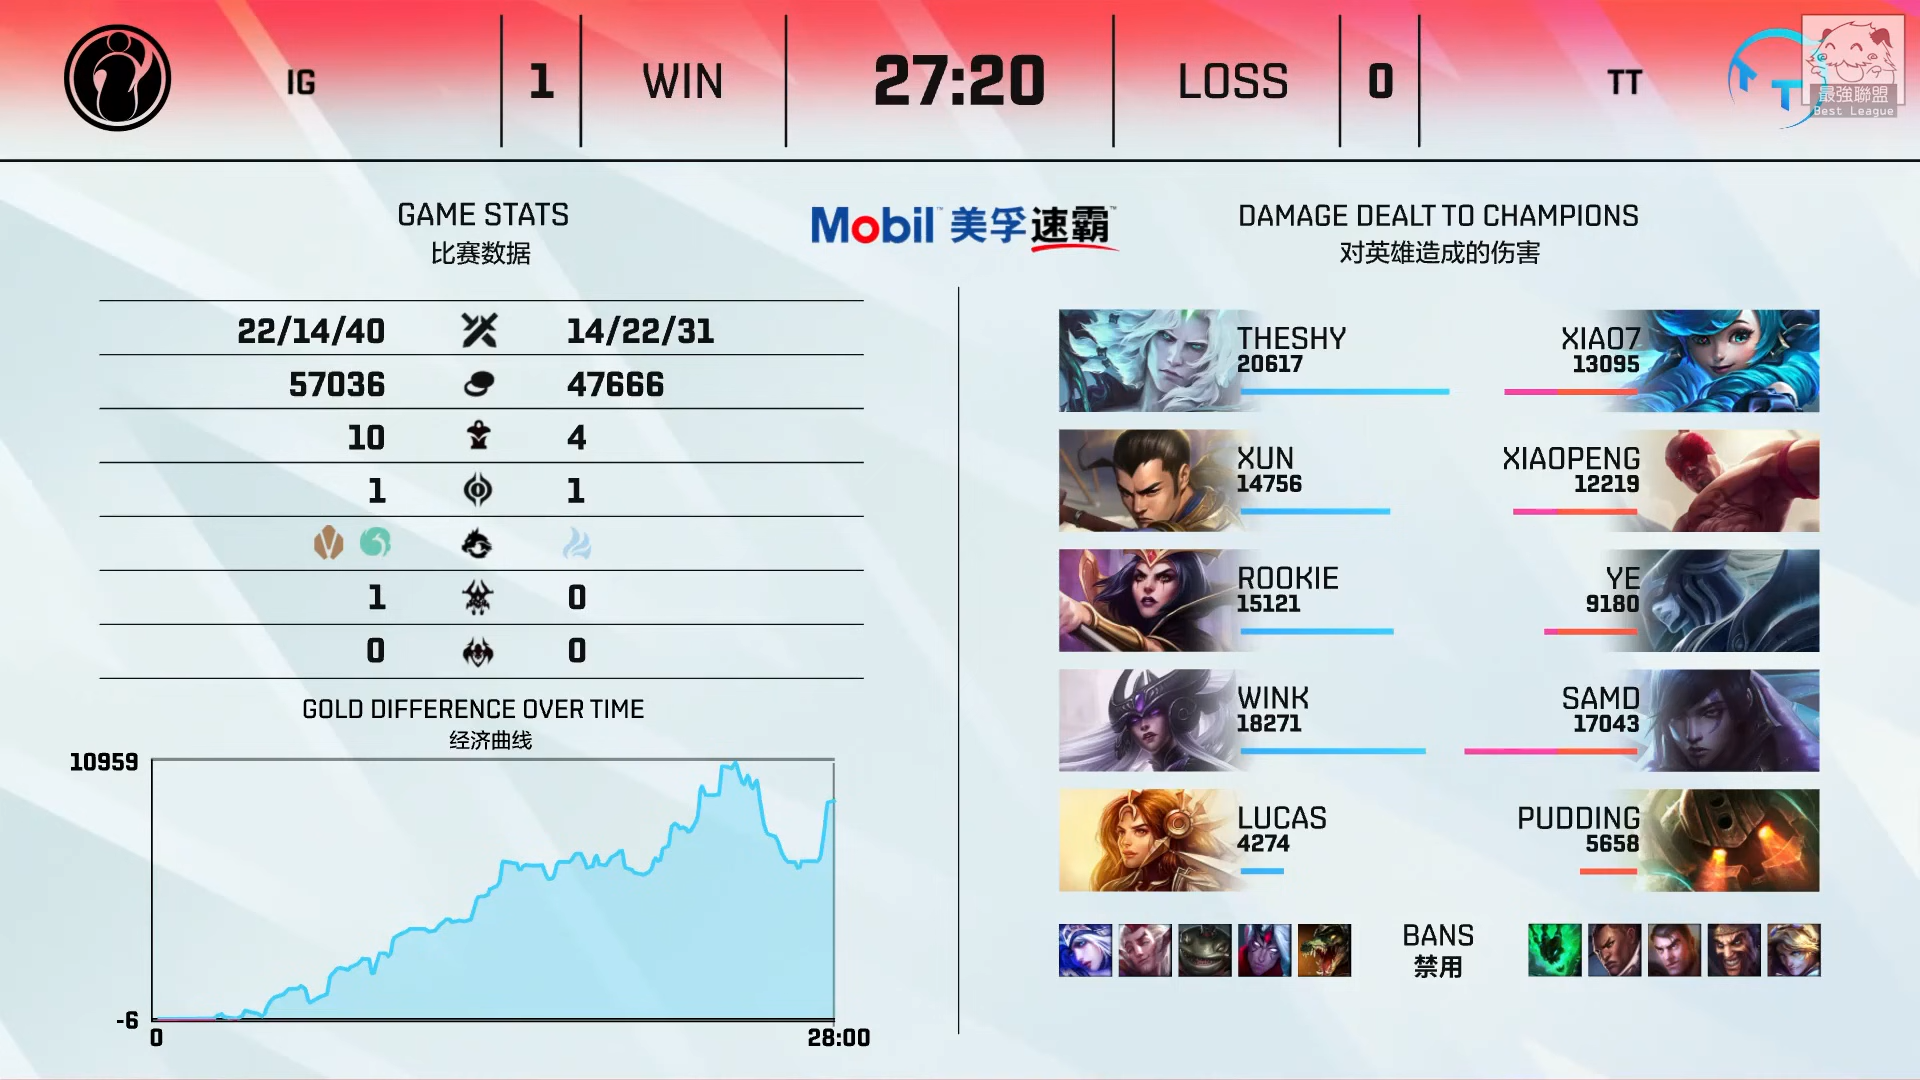 IG
1
WIN
27:20
LOSS
0
TT
最強聯盟
Best League
GAME STATS
比赛数据
22/14/40
14/22/31
57036
47666
10
4
1
1
1
0
0
0
GOLD DIFFERENCE OVER TIME
经济曲线
10959
-6
0
28:00
Mobil™ 美孚速霸™
DAMAGE DEALT TO CHAMPIONS
对英雄造成的伤害
THESHY
20617
XIAO7
13095
XUN
14756
XIAOPENG
12219
ROOKIE
15121
YE
9180
WINK
18271
SAMD
17043
LUCAS
4274
PUDDING
5658
BANS
禁用